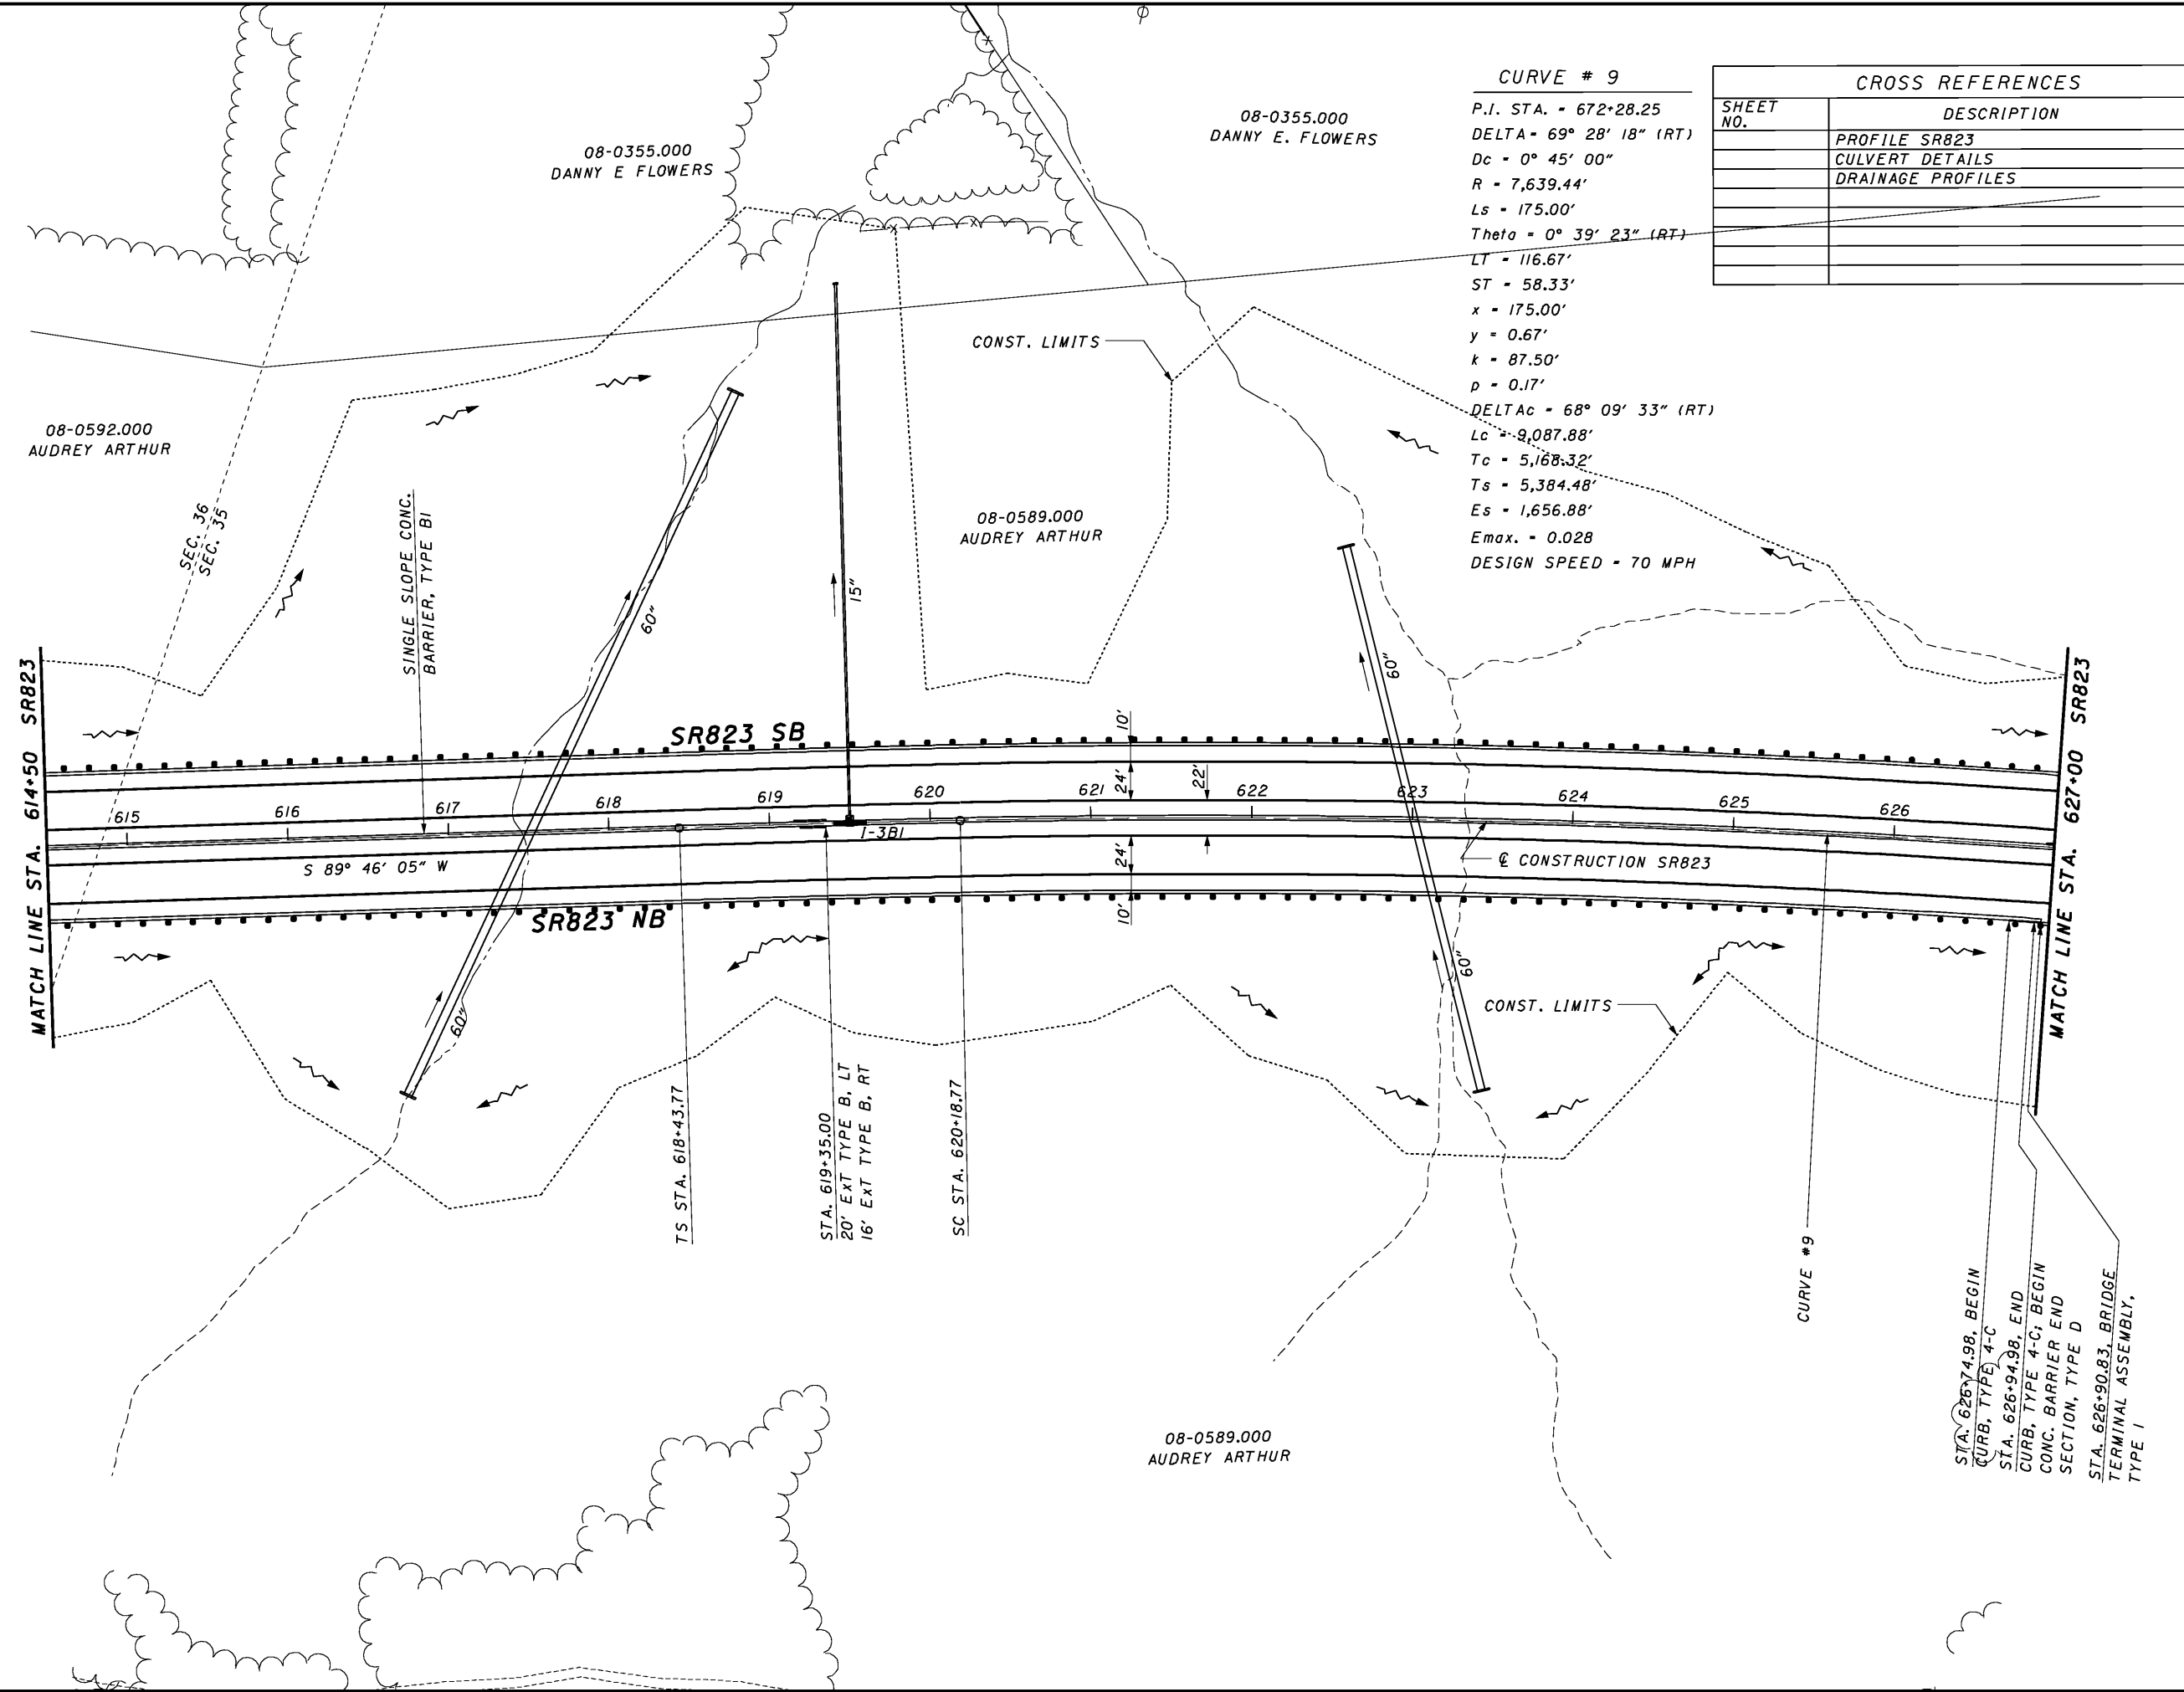 CURVE # 9
P.I. STA. = 672+28.25
DELTA = 69° 28' 18" (RT)
Dc = 0° 45' 00"
R = 7,639.44'
Ls = 175.00'
Theta = 0° 39' 23" (RT)
LT = 116.67'
ST = 58.33'
x = 175.00'
y = 0.67'
k = 87.50'
p = 0.17'
DELTAc = 68° 09' 33" (RT)
Lc = 9,087.88'
Tc = 5,168.32'
Ts = 5,384.48'
Es = 1,656.88'
Emax. = 0.028
DESIGN SPEED = 70 MPH
CROSS REFERENCES
SHEET NO.
DESCRIPTION
PROFILE SR823
CULVERT DETAILS
DRAINAGE PROFILES
08-0355.000
DANNY E FLOWERS
08-0355.000
DANNY E. FLOWERS
CONST. LIMITS
08-0592.000
AUDREY ARTHUR
08-0589.000
AUDREY ARTHUR
SEC. 36
SEC. 35
SINGLE SLOPE CONC.
BARRIER, TYPE B1
60"
15"
60"
MATCH LINE STA. 614+50 SR823
SR823 SB
10'
24'
22'
615 616 617 618 619 620 621 622 623 624 625 626
I-3B1
S 89° 46' 05" W
24'
℄ CONSTRUCTION SR823
10'
SR823 NB
MATCH LINE STA. 627+00 SR823
60"
60"
CONST. LIMITS
TS STA. 618+43.77
STA. 619+35.00
20' ExT TYPE B, LT
16' ExT TYPE B, RT
SC STA. 620+18.77
CURVE #9
STA. 626+74.98, BEGIN
CURB, TYPE 4-C
STA. 626+94.98, END
CURB, TYPE 4-C; BEGIN
CONC. BARRIER END
SECTION, TYPE D
STA. 626+90.83, BRIDGE
TERMINAL ASSEMBLY,
TYPE 1
08-0589.000
AUDREY ARTHUR